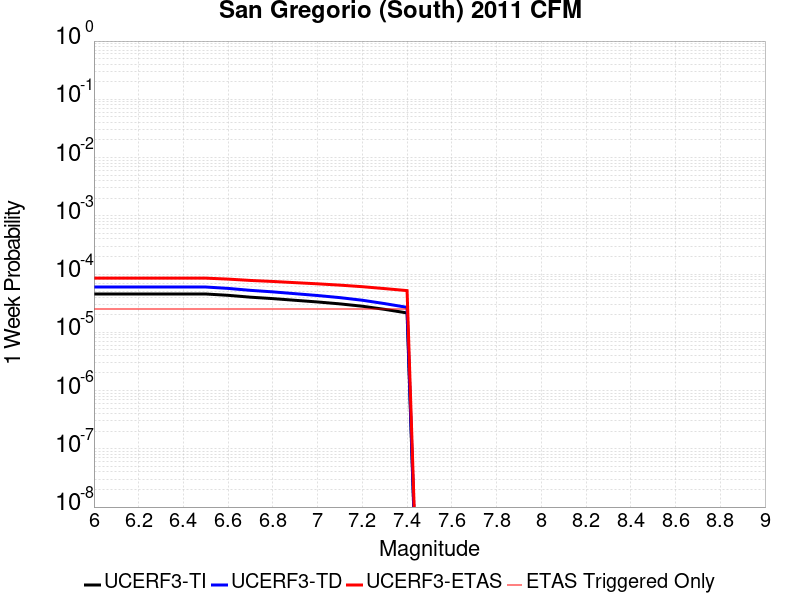 San Gregorio (South) 2011 CFM
10^0
10^-1
10^-2
10^-3
10^-4
10^-5
10^-6
10^-7
10^-8
1 Week Probability
6 6.2 6.4 6.6 6.8 7 7.2 7.4 7.6 7.8 8 8.2 8.4 8.6 8.8 9
Magnitude
UCERF3-TI UCERF3-TD UCERF3-ETAS ETAS Triggered Only